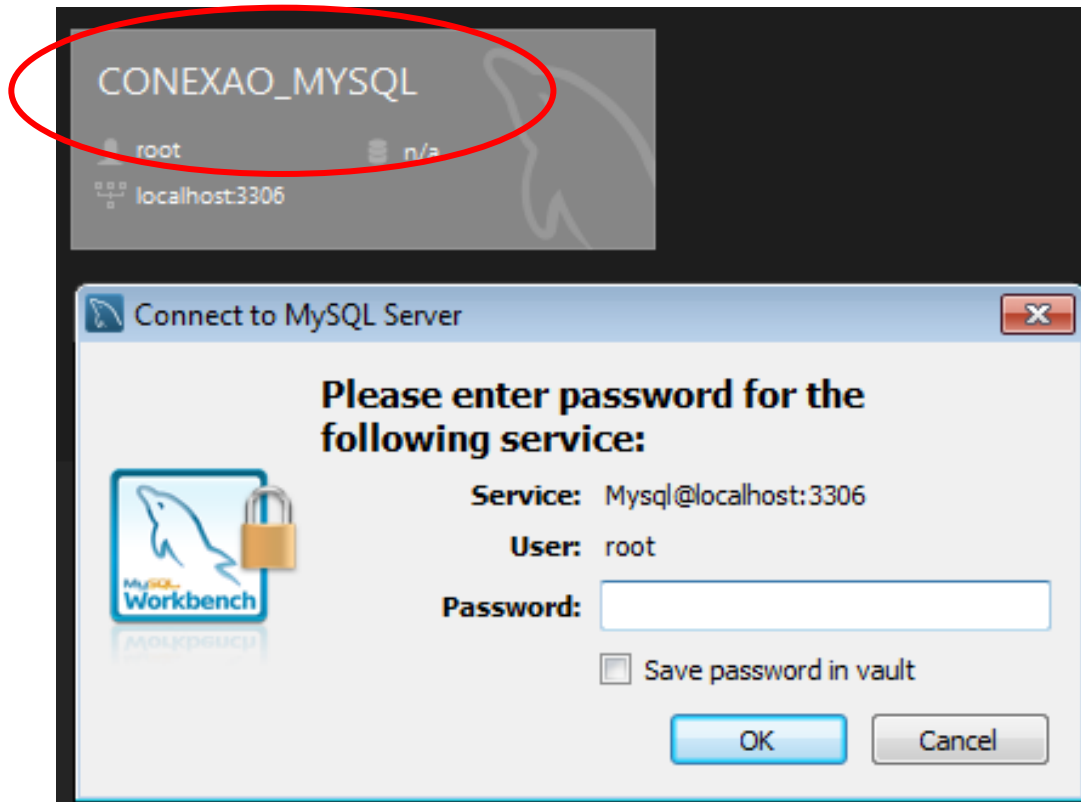 CONEXAO_MYSQL
root n/a
localhost:3306
Connect to MySQL Server
Please enter password for the
following service:
Service: Mysql@localhost:3306
User: root
MySQL
Workbench
Password:
Save password in vault
OK Cancel